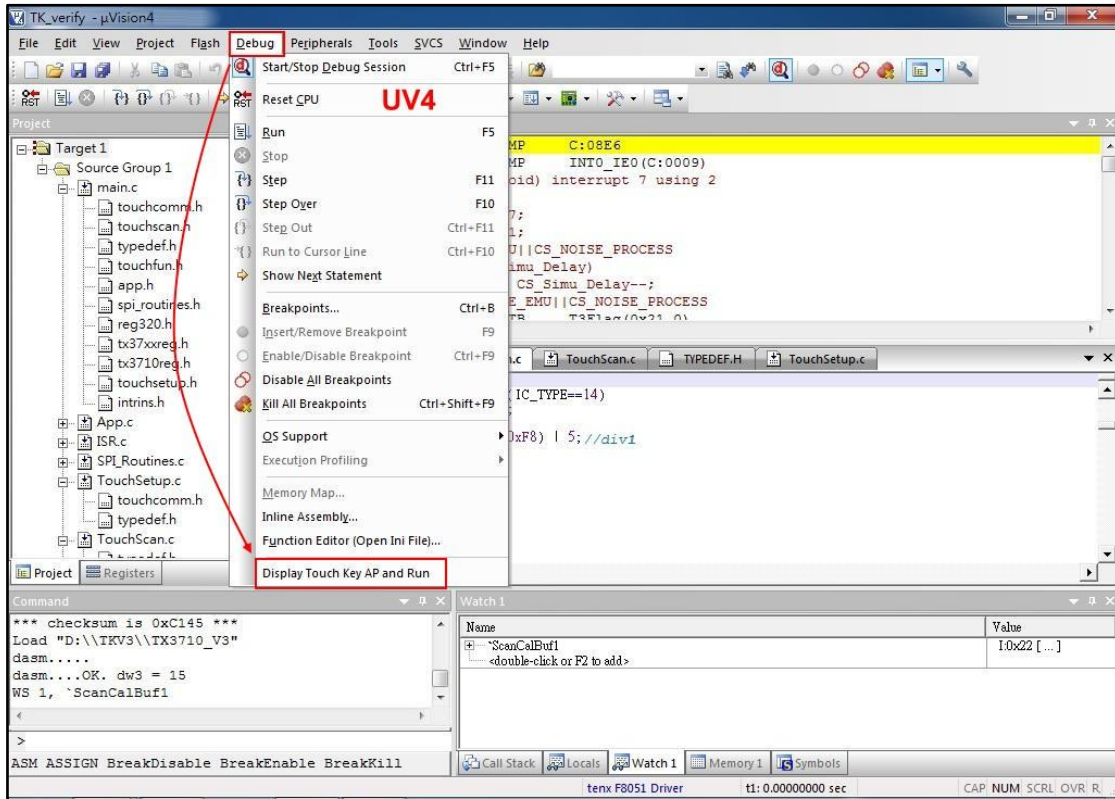 TK_verify - µVision4
File Edit View Project Flash Debug Peripherals Tools SVCS Window Help
Start/Stop Debug Session Ctrl+F5
Reset CPU
UV4
Run F5
Stop
Step F11
Step Over F10
Step Out Ctrl+F11
Run to Cursor Line Ctrl+F10
Show Next Statement
Breakpoints... Ctrl+B
Insert/Remove Breakpoint F9
Enable/Disable Breakpoint Ctrl+F9
Disable All Breakpoints
Kill All Breakpoints Ctrl+Shift+F9
OS Support
Execution Profiling
Memory Map...
Inline Assembly...
Function Editor (Open Ini File)...
Display Touch Key AP and Run
RST
RST
Project
Target 1
Source Group 1
main.c
touchcomm.h
touchscan.h
typedef.h
touchfun.h
app.h
spi_routines.h
reg320.h
tx37xxreg.h
tx3710reg.h
touchsetup.h
intrins.h
App.c
ISR.c
SPI_Routines.c
TouchSetup.c
touchcomm.h
typedef.h
TouchScan.c
Project Registers
MP C:08E6
MP INT0_IE0(C:0009)
oid) interrupt 7 using 2
7;
1;
U||CS_NOISE_PROCESS
imu_Delay)
CS_Simu_Delay--;
E_EMU||CS_NOISE_PROCESS
TB T3Flag(0x21.0)
.c TouchScan.c TYPEDEF.H TouchSetup.c
IC_TYPE==14)
0xF8) | 5;//div1
Command
*** checksum is 0xC145 ***
Load "D:\\TKV3\\TX3710_V3"
dasm.....
dasm....OK. dw3 = 15
WS 1, `ScanCalBuf1
>
ASM ASSIGN BreakDisable BreakEnable BreakKill
Watch 1
Name Value
`ScanCalBuf1 I:0x22 [ ... ]
<double-click or F2 to add>
Call Stack Locals Watch 1 Memory 1 Symbols
tenx F8051 Driver t1: 0.00000000 sec CAP NUM SCRL OVR R